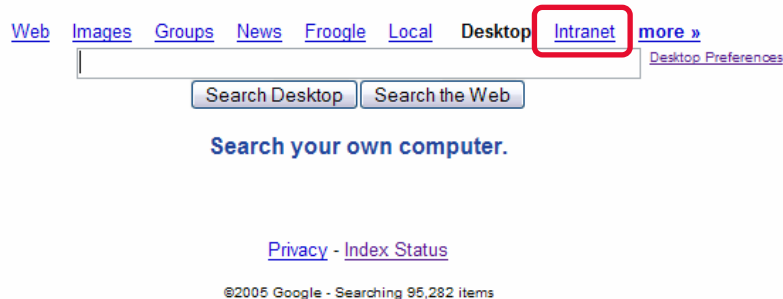 Web Images Groups News Froogle Local Desktop Intranet more »
Desktop Preferences
Search Desktop Search the Web
Search your own computer.
Privacy - Index Status
©2005 Google - Searching 95,282 items